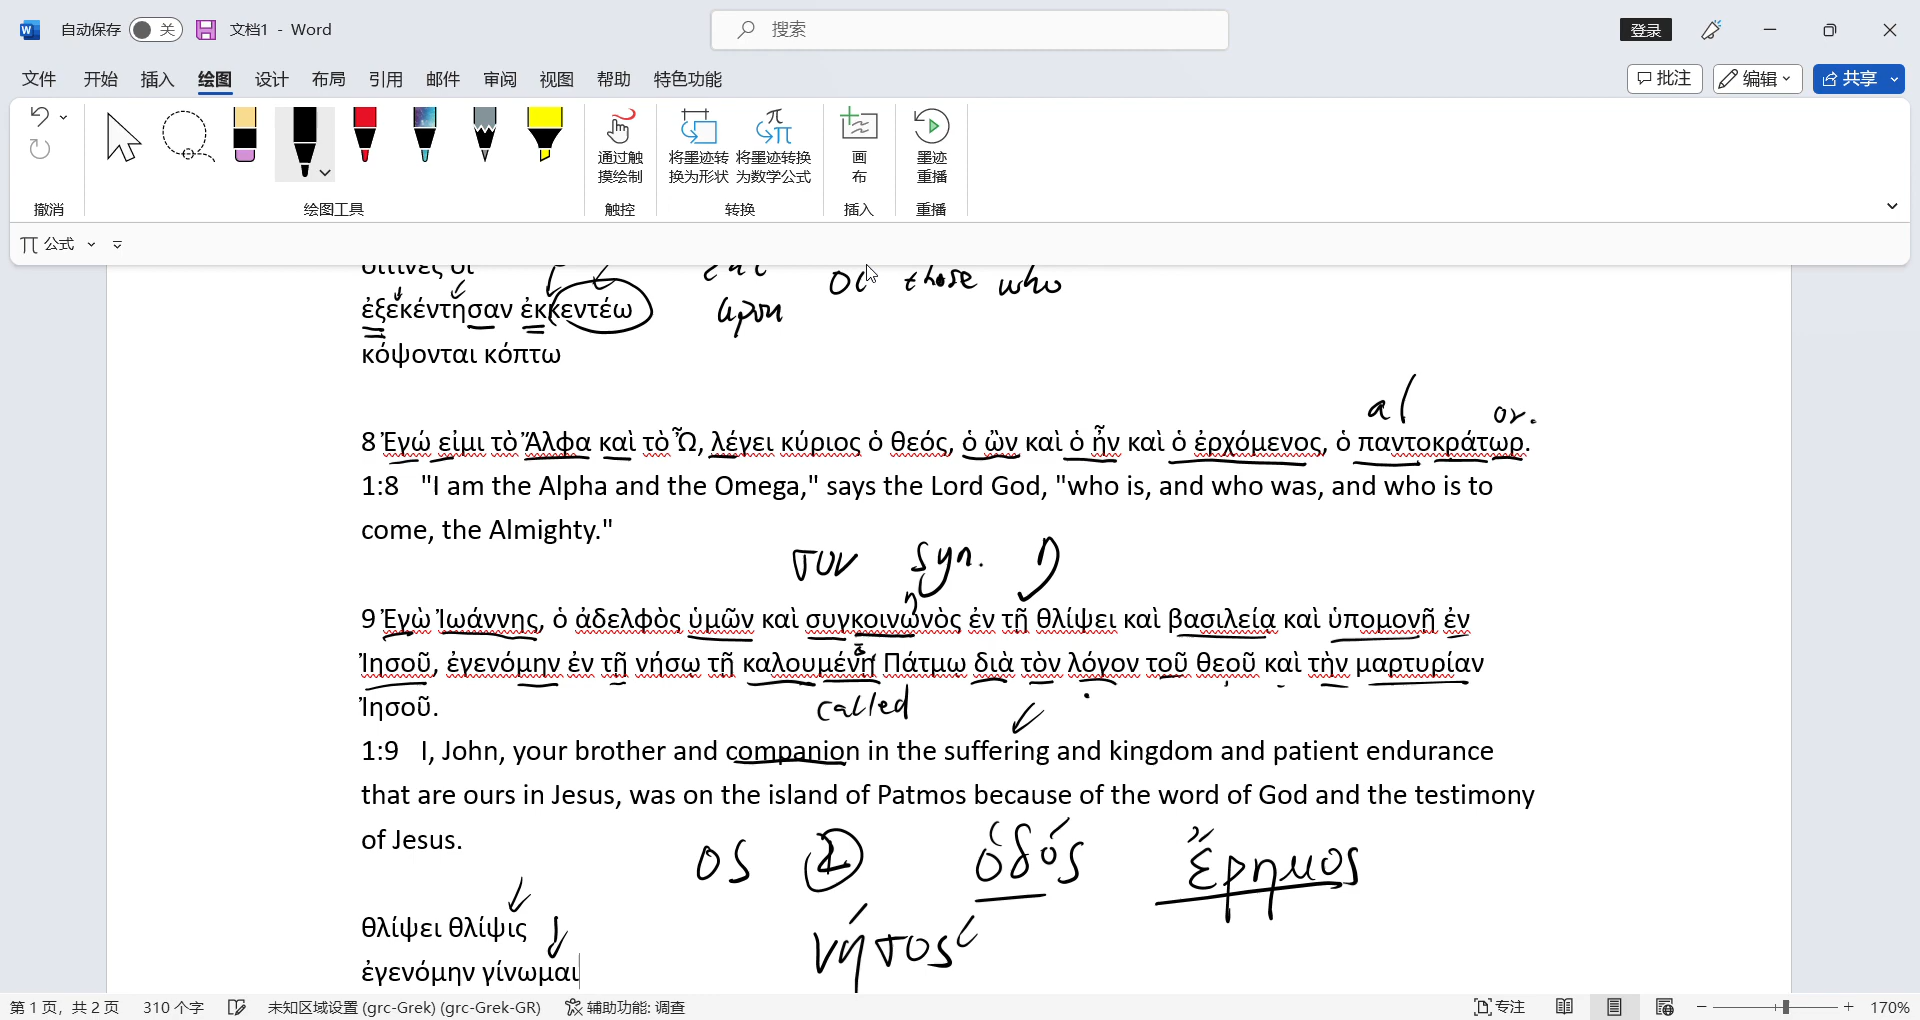 自动保存 关 文档1 - Word 搜索 登录
文件 开始 插入 绘图 设计 布局 引用 邮件 审阅 视图 帮助 特色功能 批注 编辑 共享
通过触摸绘制 将墨迹转换为形状 将墨迹转换为数学公式 画布 墨迹重播
撤消 绘图工具 触控 转换 插入 重播
公式
οἵτινες οἱ
those who
ἐξεκέντησαν ἐκκεντέω upon
κόψονται κόπτω
al or.
8 Ἐγώ εἰμι τὸ Ἄλφα καὶ τὸ Ὦ, λέγει κύριος ὁ θεός, ὁ ὢν καὶ ὁ ἦν καὶ ὁ ἐρχόμενος, ὁ παντοκράτωρ.
1:8 "I am the Alpha and the Omega," says the Lord God, "who is, and who was, and who is to
come, the Almighty."
συν syn.
9 Ἐγὼ Ἰωάννης, ὁ ἀδελφὸς ὑμῶν καὶ συγκοινωνὸς ἐν τῇ θλίψει καὶ βασιλείᾳ καὶ ὑπομονῇ ἐν
Ἰησοῦ, ἐγενόμην ἐν τῇ νήσῳ τῇ καλουμένῃ Πάτμῳ διὰ τὸν λόγον τοῦ θεοῦ καὶ τὴν μαρτυρίαν
Ἰησοῦ.
called
1:9 I, John, your brother and companion in the suffering and kingdom and patient endurance
that are ours in Jesus, was on the island of Patmos because of the word of God and the testimony
of Jesus.
ος 2 ὁδός ἔρημος
θλίψει θλίψις
νήσος
ἐγενόμην γίνωμαι
第 1 页，共 2 页 310 个字 未知区域设置 (grc-Grek) (grc-Grek-GR) 辅助功能: 调查 专注 170%